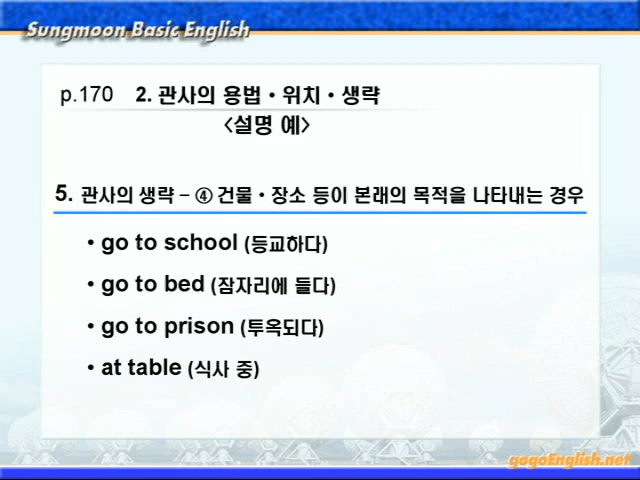 Sungmoon Basic English
p.170 2. 관사의 용법・위치・생략
<설명 예>
5. 관사의 생략 – ④ 건물・장소 등이 본래의 목적을 나타내는 경우
• go to school (등교하다)
• go to bed (잠자리에 들다)
• go to prison (투옥되다)
• at table (식사 중)
gogoEnglish.net